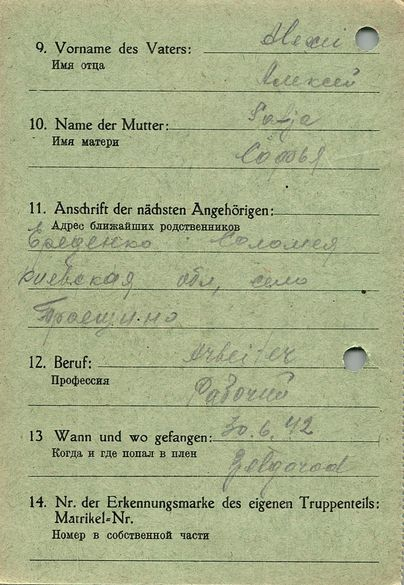 9. Vorname des Vaters: Alexei
Имя отца
Алексей
10. Name der Mutter: Sofja
Имя матери
Софья
11. Anschrift der nächsten Angehörigen:
Адрес ближайших родственников
Ереденко Саломея
Киевская обл, село
Троещино
12. Beruf: Arbeiter
Профессия
Рабочий
13 Wann und wo gefangen: 30.6.42
Когда и где попал в плен
Belgorod
14. Nr. der Erkennungsmarke des eigenen Truppenteils:
Matrikel-Nr.
Номер в собственной части